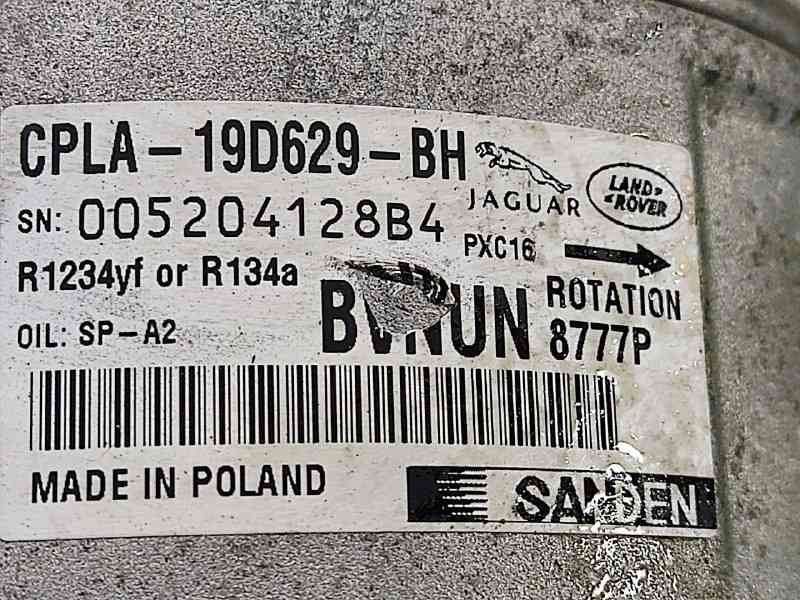 CPLA-19D629-BH
JAGUAR
LAND-
-ROVER
SN: 005204128B4
PXC16
R1234yf or R134a
ROTATION
OIL: SP-A2
8777P
MADE IN POLAND
SANDEN